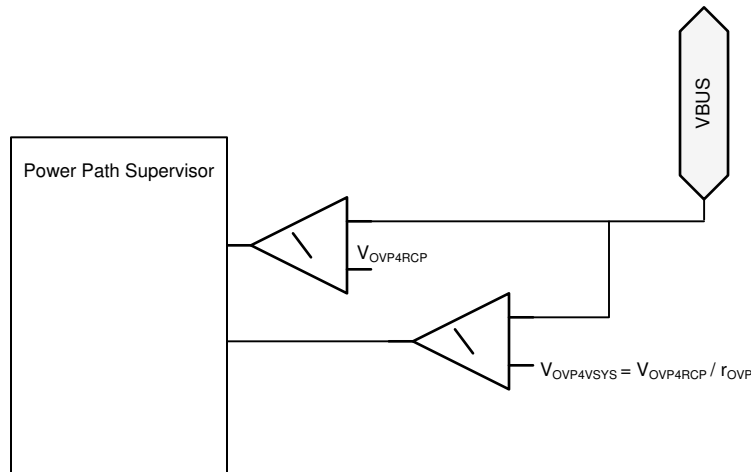 VBUS
Power Path Supervisor
VOVP4RCP
VOVP4VSYS = VOVP4RCP / rOVP